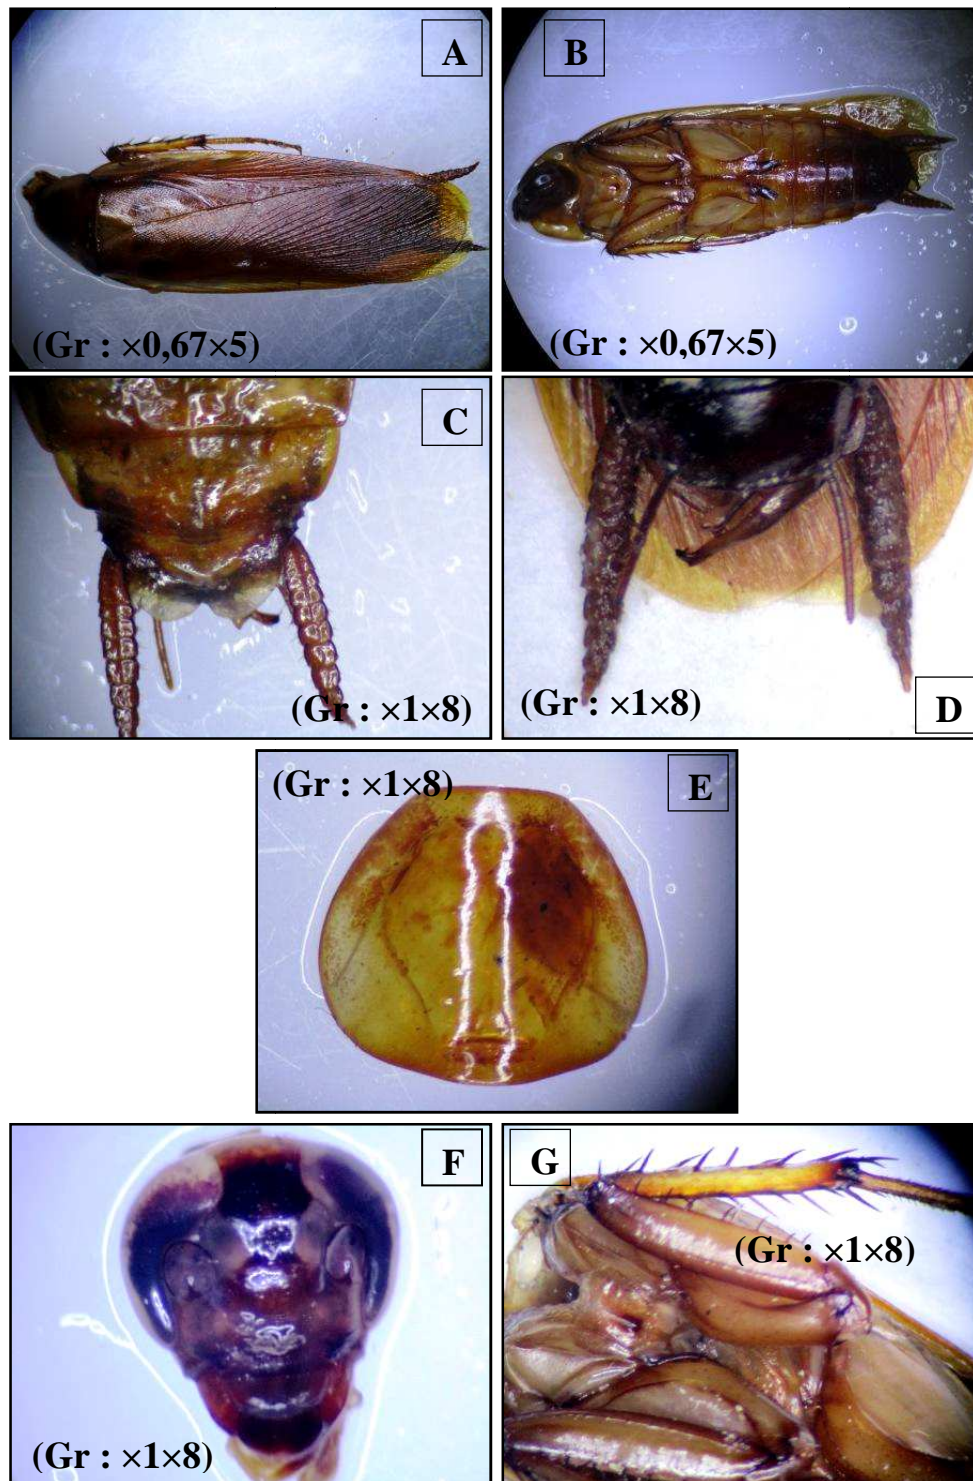 A
B
(Gr : ×0,67×5)
(Gr : ×0,67×5)
C
(Gr : ×1×8)
(Gr : ×1×8)
D
(Gr : ×1×8)
E
F
G
(Gr : ×1×8)
(Gr : ×1×8)